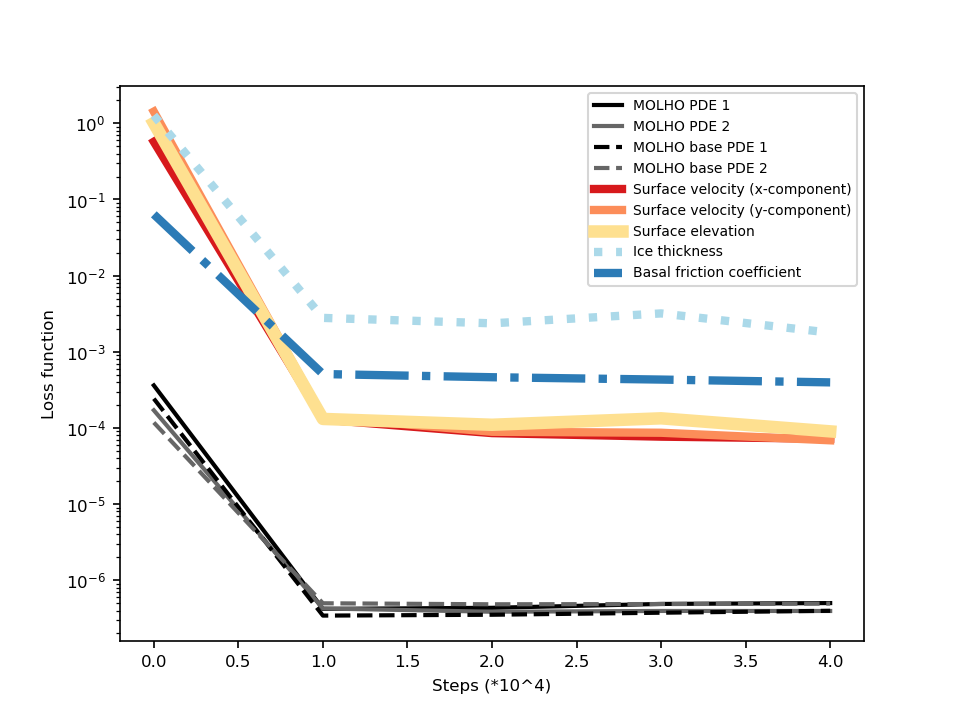 MOLHO PDE 1
MOLHO PDE 2
MOLHO base PDE 1
MOLHO base PDE 2
Surface velocity (x-component)
Surface velocity (y-component)
Surface elevation
Ice thickness
Basal friction coefficient
Loss function
10⁰
10⁻¹
10⁻²
10⁻³
10⁻⁴
10⁻⁵
10⁻⁶
0.0 0.5 1.0 1.5 2.0 2.5 3.0 3.5 4.0
Steps (*10^4)